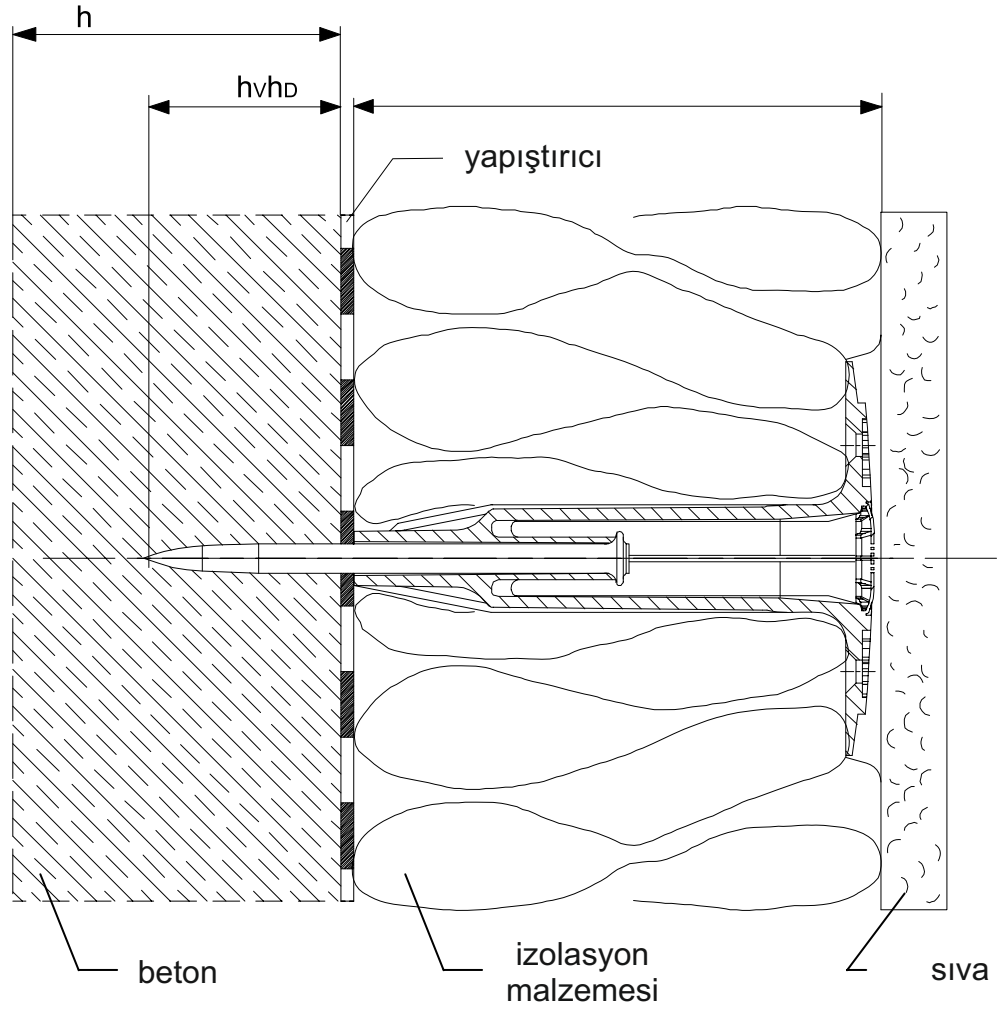 h
hvhD
yapıştırıcı
beton
izolasyon
malzemesi
sıva